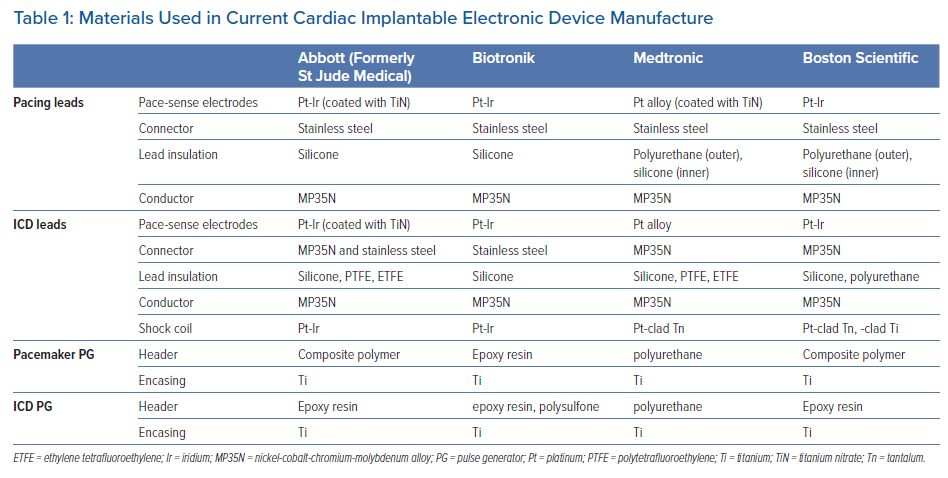 Table 1: Materials Used in Current Cardiac Implantable Electronic Device Manufacture
Abbott (Formerly St Jude Medical) Biotronik Medtronic Boston Scientific
Pacing leads Pace-sense electrodes Pt-Ir (coated with TiN) Pt-Ir Pt alloy (coated with TiN) Pt-Ir
Connector Stainless steel Stainless steel Stainless steel Stainless steel
Lead insulation Silicone Silicone Polyurethane (outer), silicone (inner) Polyurethane (outer), silicone (inner)
Conductor MP35N MP35N MP35N MP35N
ICD leads Pace-sense electrodes Pt-Ir (coated with TiN) Pt-Ir Pt alloy Pt-Ir
Connector MP35N and stainless steel Stainless steel MP35N MP35N
Lead insulation Silicone, PTFE, ETFE Silicone Silicone, PTFE, ETFE Silicone, polyurethane
Conductor MP35N MP35N MP35N MP35N
Shock coil Pt-Ir Pt-Ir Pt-clad Tn Pt-clad Tn, -clad Ti
Pacemaker PG Header Composite polymer Epoxy resin polyurethane Composite polymer
Encasing Ti Ti Ti Ti
ICD PG Header Epoxy resin epoxy resin, polysulfone polyurethane Epoxy resin
Encasing Ti Ti Ti Ti
ETFE = ethylene tetrafluoroethylene; Ir = iridium; MP35N = nickel-cobalt-chromium-molybdenum alloy; PG = pulse generator; Pt = platinum; PTFE = polytetrafluoroethylene; Ti = titanium; TiN = titanium nitrate; Tn = tantalum.